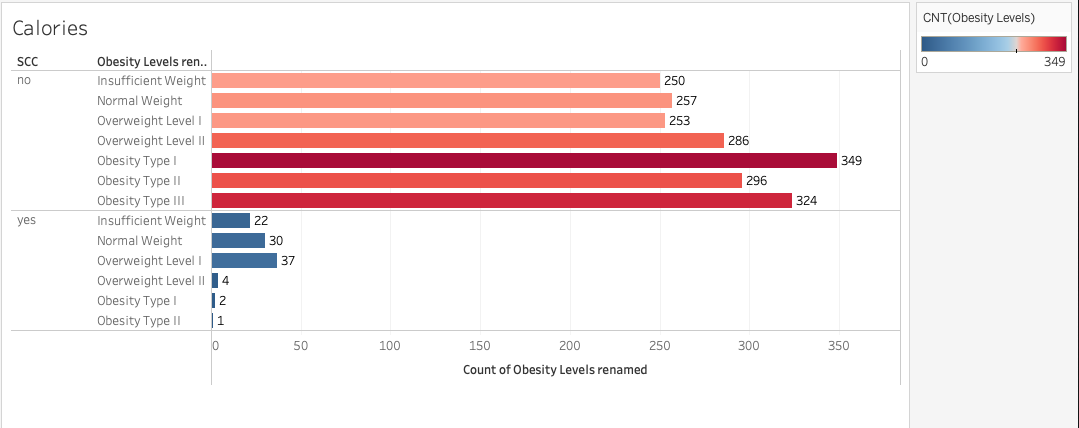 Calories
SCC Obesity Levels ren..
no Insufficient Weight 250
Normal Weight 257
Overweight Level I 253
Overweight Level II 286
Obesity Type I 349
Obesity Type II 296
Obesity Type III 324
yes Insufficient Weight 22
Normal Weight 30
Overweight Level I 37
Overweight Level II 4
Obesity Type I 2
Obesity Type II 1
0 50 100 150 200 250 300 350
Count of Obesity Levels renamed
CNT(Obesity Levels)
0 349